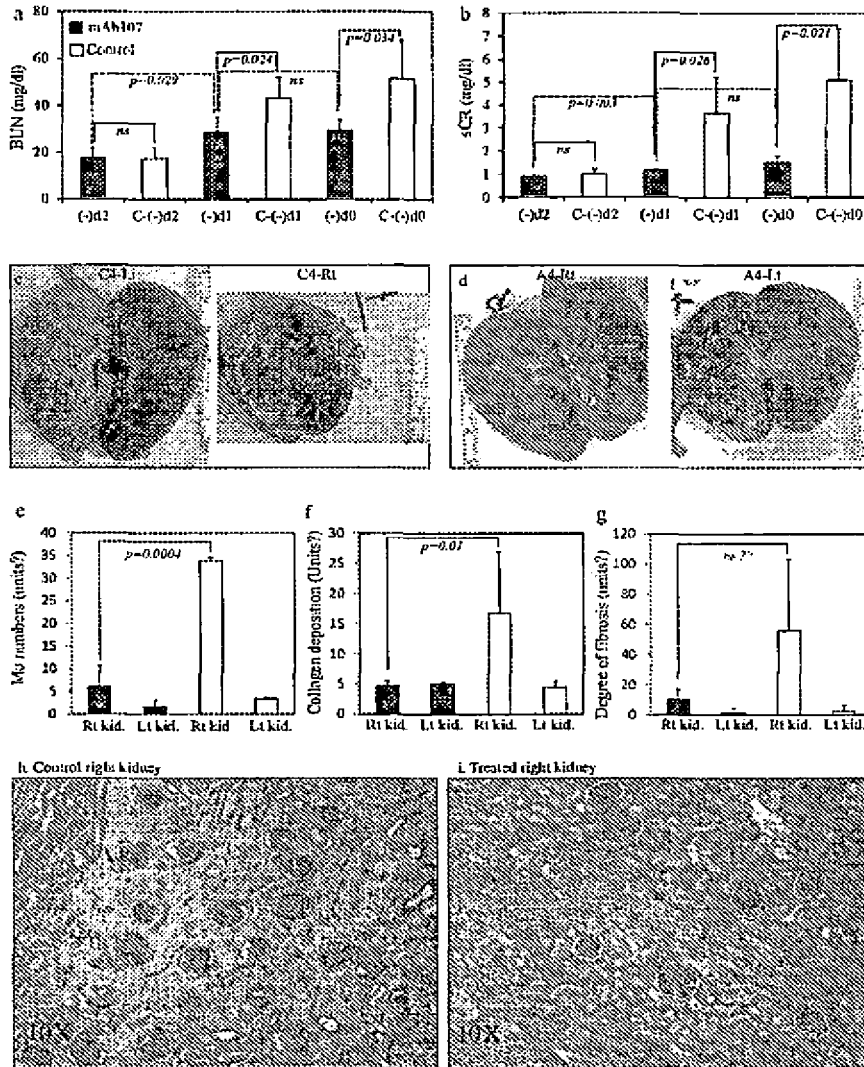 a
80
60
40
20
0
BUN (mg/dl)
mAb107
Control
p=0.029
p=0.024
p=0.034
ns
ns
(-)d2 C-(-)d2 (-)d1 C-(-)d1 (-)d0 C-(-)d0
b
8
7
6
5
4
3
2
1
0
sCR (mg/dl)
p=0.026
p=0.021
ns
ns
(-)d2 C-(-)d2 (-)d1 C-(-)d1 (-)d0 C-(-)d0
c
C4-Lt C4-Rt
d
A4-Rt A4-Lt
e
40
35
30
25
20
15
10
5
0
Mo numbers (units?)
p=0.0004
Rt kid. Lt kid. Rt kid Lt kid.
f
30
25
20
15
10
5
0
Collagen deposition (Units?)
p=0.01
Rt kid. Lt kid. Rt kid Lt kid.
g
120
100
80
60
40
20
0
Degree of fibrosis (units?)
Rt kid. Lt kid. Rt kid Lt kid.
h. Control right kidney
10X
i. Treated right kidney
10X